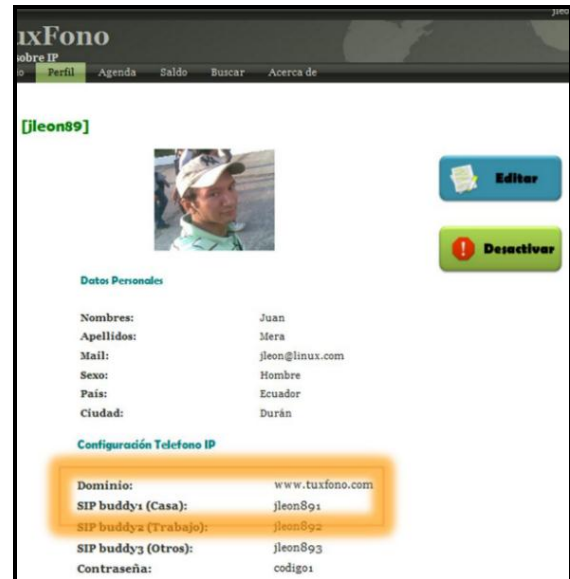 jleon
uxFono
sobre IP
io Perfil Agenda Saldo Buscar Acerca de
[jleon89]
Editar
Desactivar
Datos Personales
Nombres: Juan
Apellidos: Mera
Mail: jleon@linux.com
Sexo: Hombre
País: Ecuador
Ciudad: Durán
Configuración Telefono IP
Dominio: www.tuxfono.com
SIP buddy1 (Casa): jleon891
SIP buddy2 (Trabajo): jleon892
SIP buddy3 (Otros): jleon893
Contraseña: codigo1